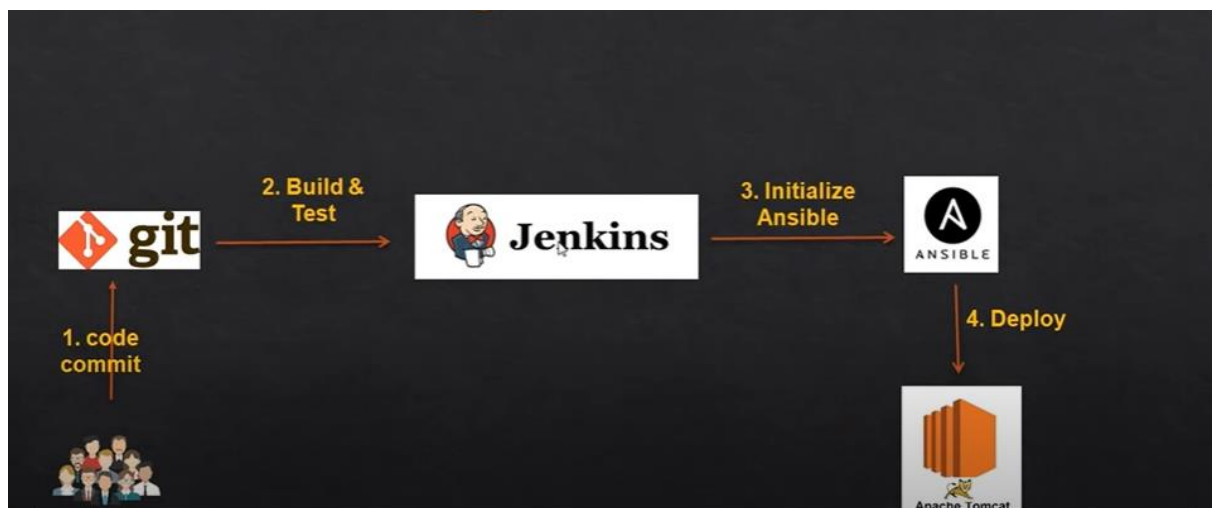 2. Build &
Test
3. Initialize
Ansible
git
Jenkins
ANSIBLE
1. code
commit
4. Deploy
Apache Tomcat